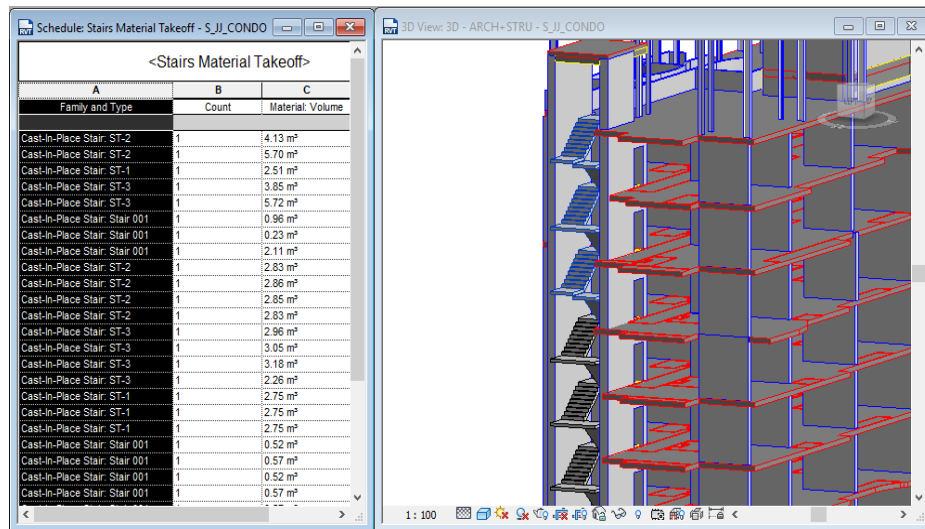 Schedule: Stairs Material Takeoff - S_JJ_CONDO
<Stairs Material Takeoff>
A B C
Family and Type Count Material: Volume
Cast-In-Place Stair: ST-2 1 4.13 m³
Cast-In-Place Stair: ST-2 1 5.70 m³
Cast-In-Place Stair: ST-1 1 2.51 m³
Cast-In-Place Stair: ST-3 1 3.85 m³
Cast-In-Place Stair: ST-3 1 5.72 m³
Cast-In-Place Stair: Stair 001 1 0.96 m³
Cast-In-Place Stair: Stair 001 1 0.23 m³
Cast-In-Place Stair: Stair 001 1 2.11 m³
Cast-In-Place Stair: ST-2 1 2.83 m³
Cast-In-Place Stair: ST-2 1 2.86 m³
Cast-In-Place Stair: ST-2 1 2.85 m³
Cast-In-Place Stair: ST-2 1 2.83 m³
Cast-In-Place Stair: ST-3 1 2.96 m³
Cast-In-Place Stair: ST-3 1 3.05 m³
Cast-In-Place Stair: ST-3 1 3.18 m³
Cast-In-Place Stair: ST-3 1 2.26 m³
Cast-In-Place Stair: ST-1 1 2.75 m³
Cast-In-Place Stair: ST-1 1 2.75 m³
Cast-In-Place Stair: ST-1 1 2.75 m³
Cast-In-Place Stair: Stair 001 1 0.52 m³
Cast-In-Place Stair: Stair 001 1 0.57 m³
Cast-In-Place Stair: Stair 001 1 0.52 m³
Cast-In-Place Stair: Stair 001 1 0.57 m³
3D View: 3D - ARCH+STRU - S_JJ_CONDO
1 : 100